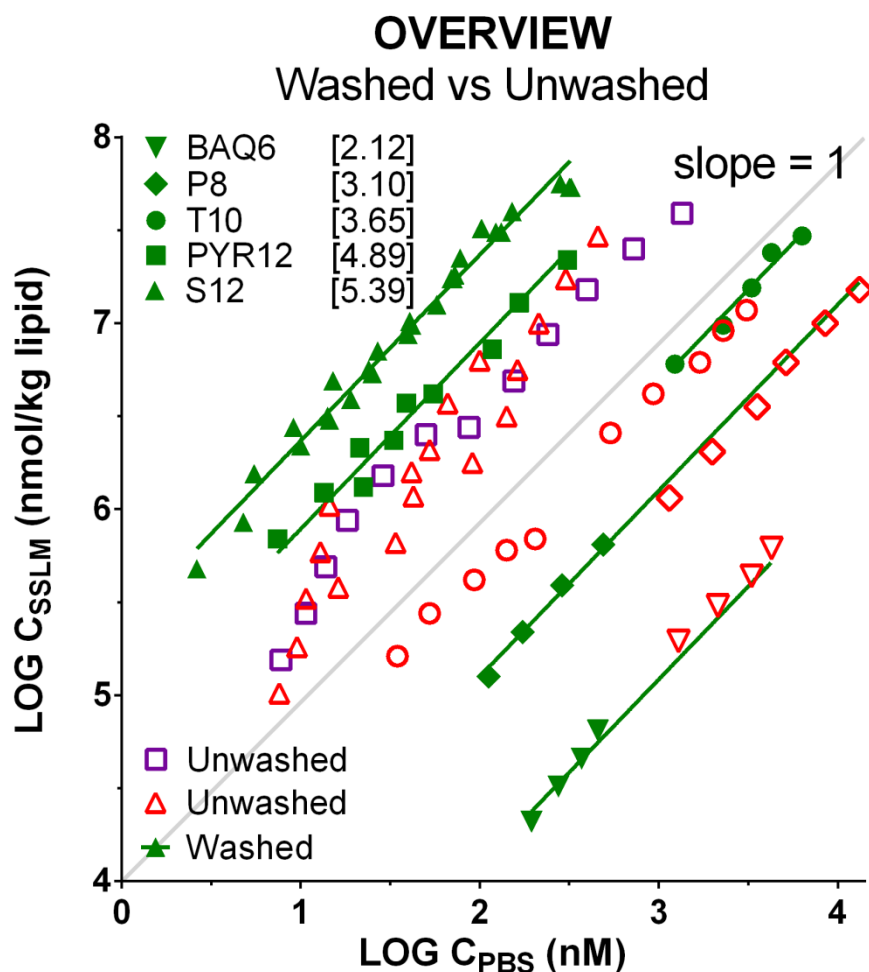 OVERVIEW
Washed vs Unwashed
8
7
6
5
4
LOG C_SSLM (nmol/kg lipid)
BAQ6 [2.12]
P8 [3.10]
T10 [3.65]
PYR12 [4.89]
S12 [5.39]
slope = 1
Unwashed
Unwashed
Washed
0 1 2 3 4
LOG C_PBS (nM)